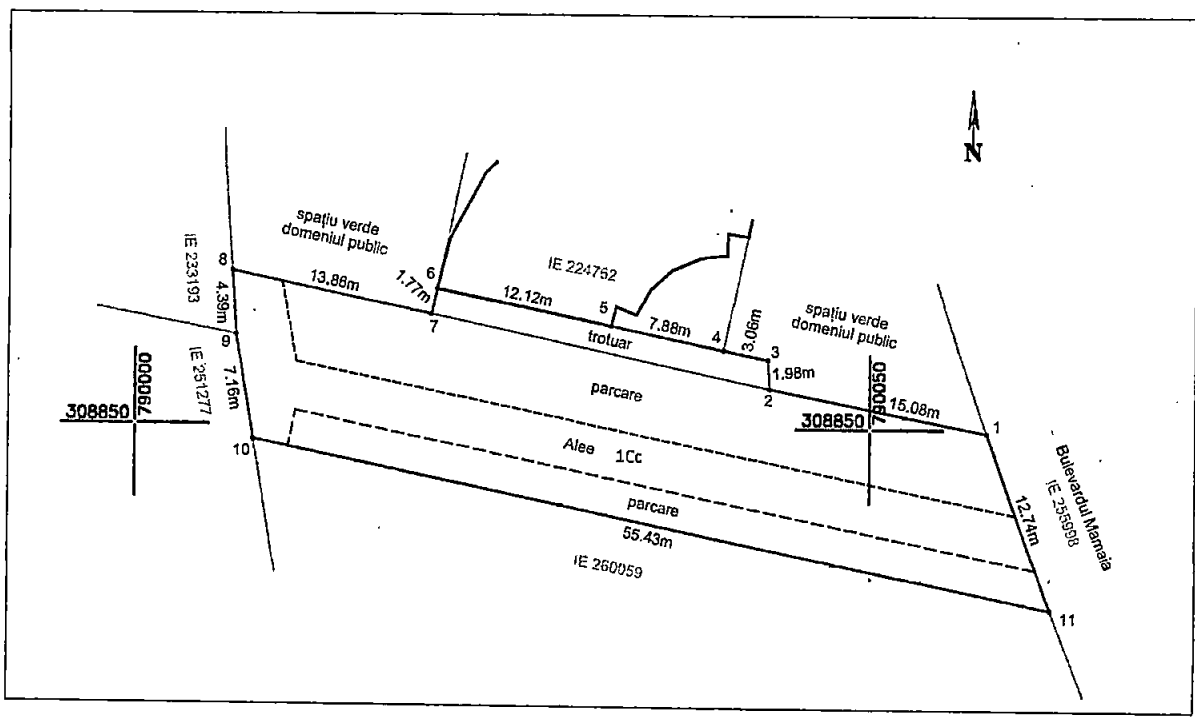 N
spațiu verde
domeniul public
IE 233193
8
4.39m
13.86m
1.77m
6
7
12.12m
IE 224762
5
7.88m
4
3.06m
3
trotuar
spațiu verde
domeniul public
1.98m
2
9
IE 251277
7.16m
790000
308850
10
parcare
790050
308850
15.08m
1
Alee 1Cc
parcare
55.43m
IE 260059
12.74m
Bulevardul Mamaia
IE 255998
11